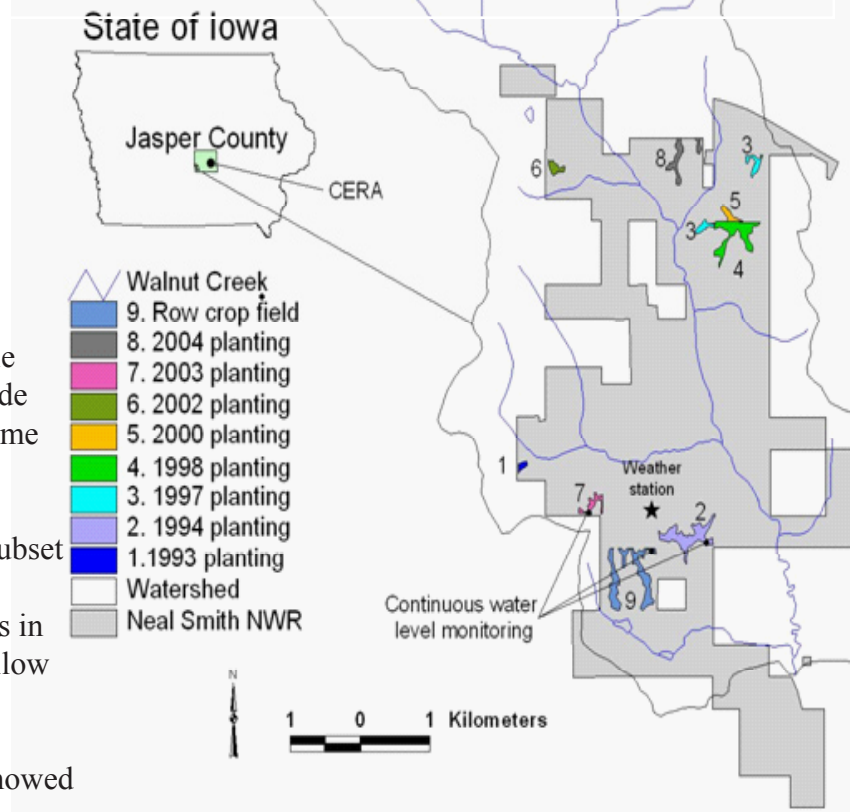 State of Iowa
Jasper County
CERA
Walnut Creek
9. Row crop field
8. 2004 planting
7. 2003 planting
6. 2002 planting
5. 2000 planting
4. 1998 planting
3. 1997 planting
2. 1994 planting
1.1993 planting
Watershed
Neal Smith NWR
e
de
me
ubset
s in
low
owed
6
8
3
5
3
4
1
7
Weather
station
2
9
Continuous water
level monitoring
N
1 0 1 Kilometers